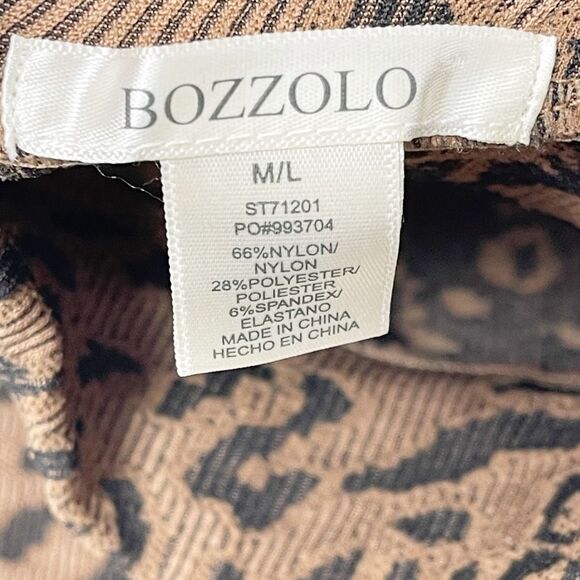 BOZZOLO
M/L
ST71201
PO#993704
66%NYLON/
NYLON
28%POLYESTER/
POLIESTER
6%SPANDEX/
ELASTANO
MADE IN CHINA
HECHO EN CHINA